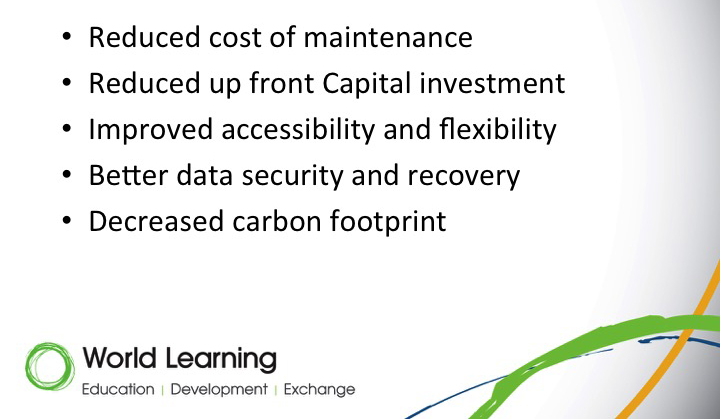 • Reduced cost of maintenance
• Reduced up front Capital investment
• Improved accessibility and flexibility
• Better data security and recovery
• Decreased carbon footprint
World Learning
Education | Development | Exchange